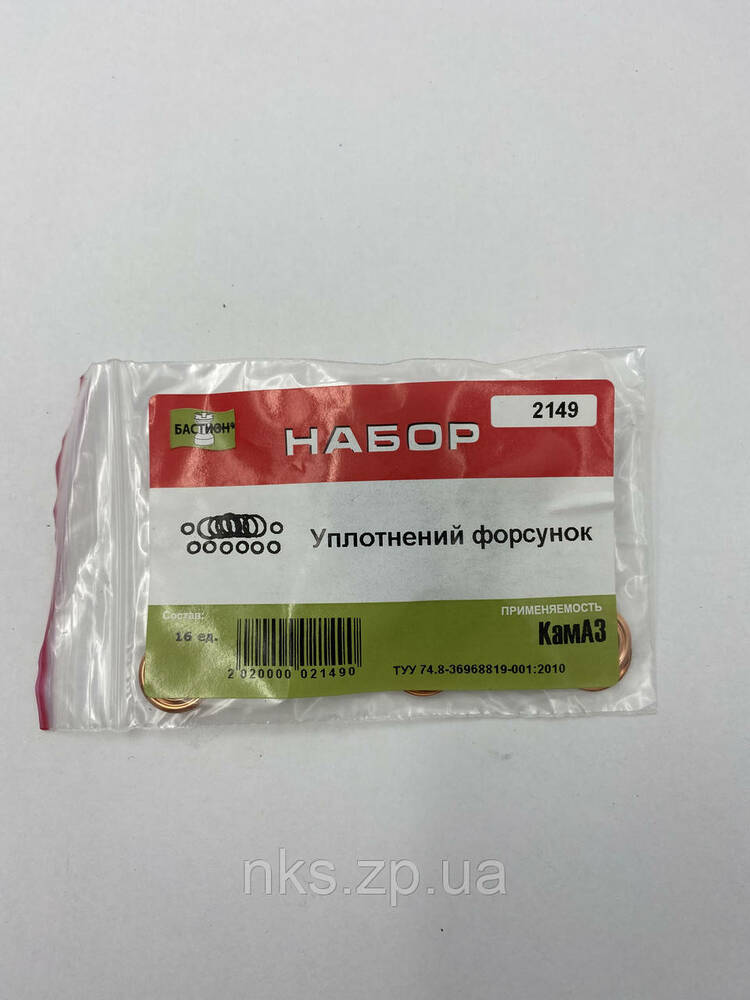 БАСТИОН®
НАБОР
2149
Уплотнений форсунок
Состав:
16 ед.
2 020000 021490
ПРИМЕНЯЕМОСТЬ
КамАЗ
ТУУ 74.8-36968819-001:2010
nks.zp.ua